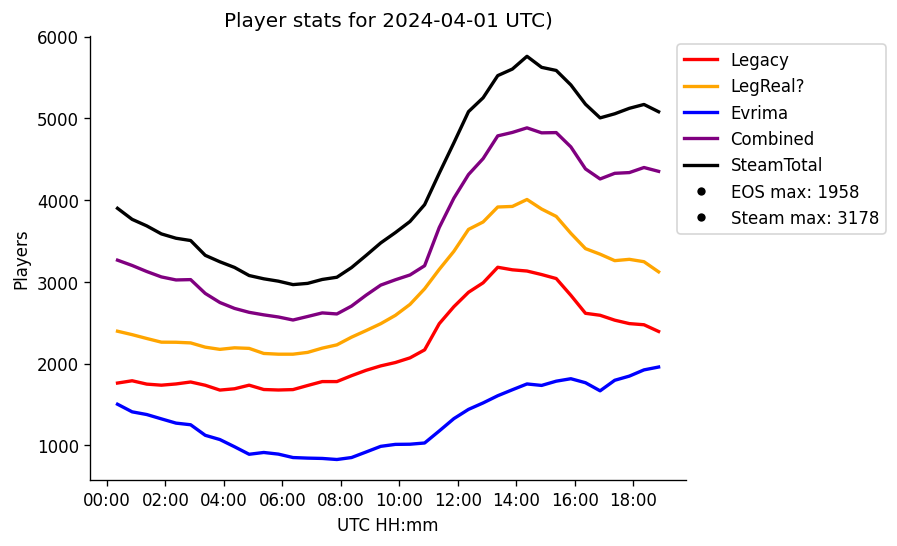 Player stats for 2024-04-01 UTC)
6000
5000
4000
3000
2000
1000
Players
00:00 02:00 04:00 06:00 08:00 10:00 12:00 14:00 16:00 18:00
UTC HH:mm
Legacy
LegReal?
Evrima
Combined
SteamTotal
EOS max: 1958
Steam max: 3178